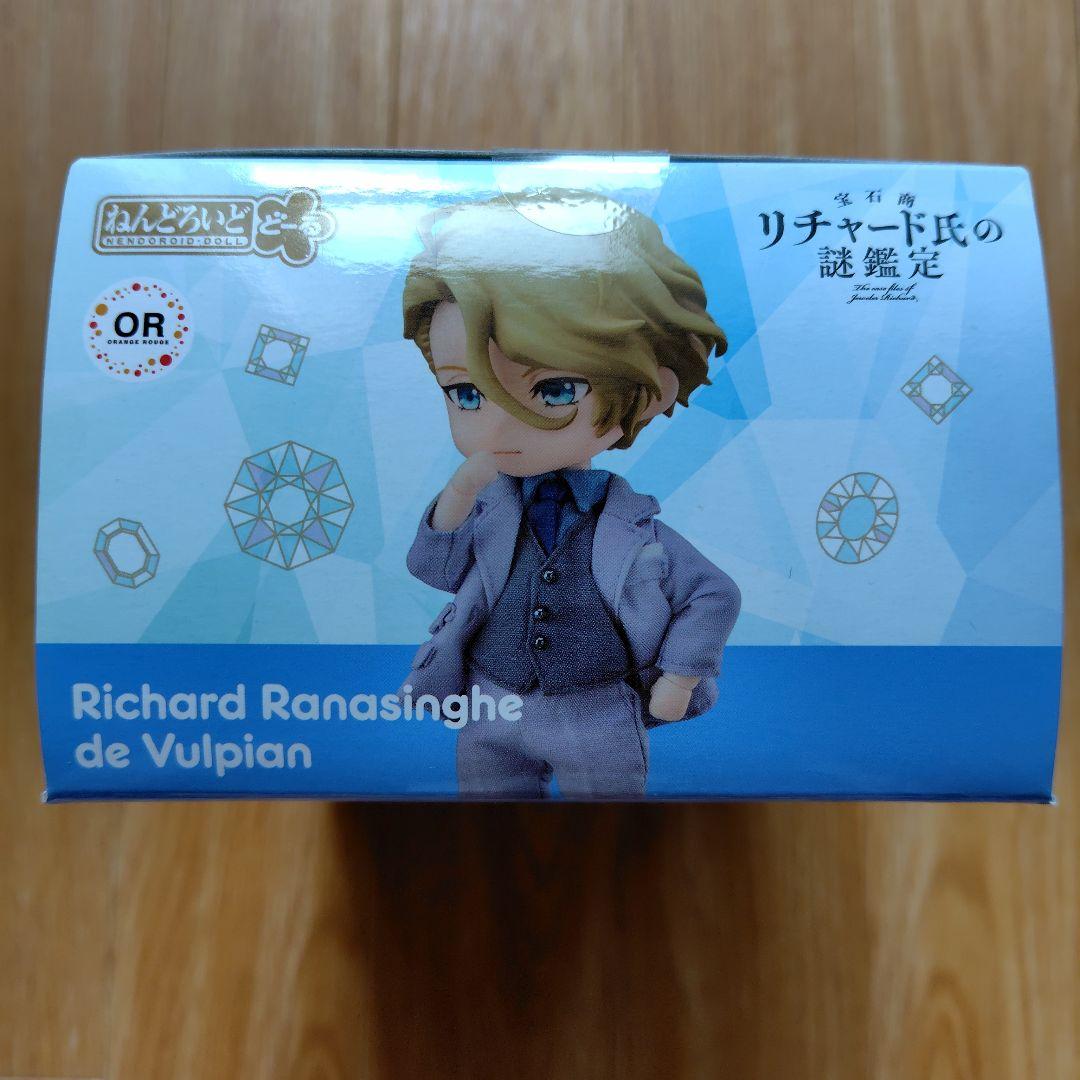 ねんどろいど どーる
NENDOROID·DOLL
OR
ORANGE ROUGE
宝石商
リチャード氏の
謎鑑定
The case files of
Jeweler Richard
Richard Ranasinghe
de Vulpian